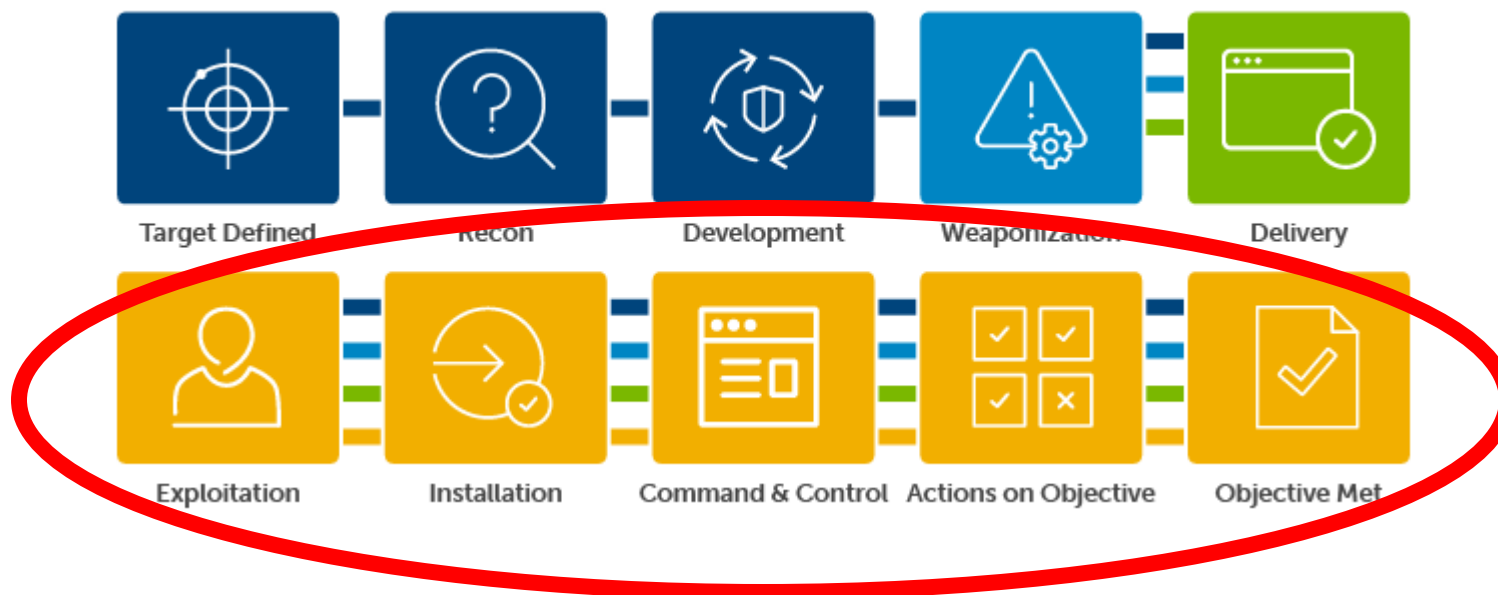 Target Defined
Recon
Development
Weaponization
Delivery
Exploitation
Installation
Command & Control
Actions on Objective
Objective Met